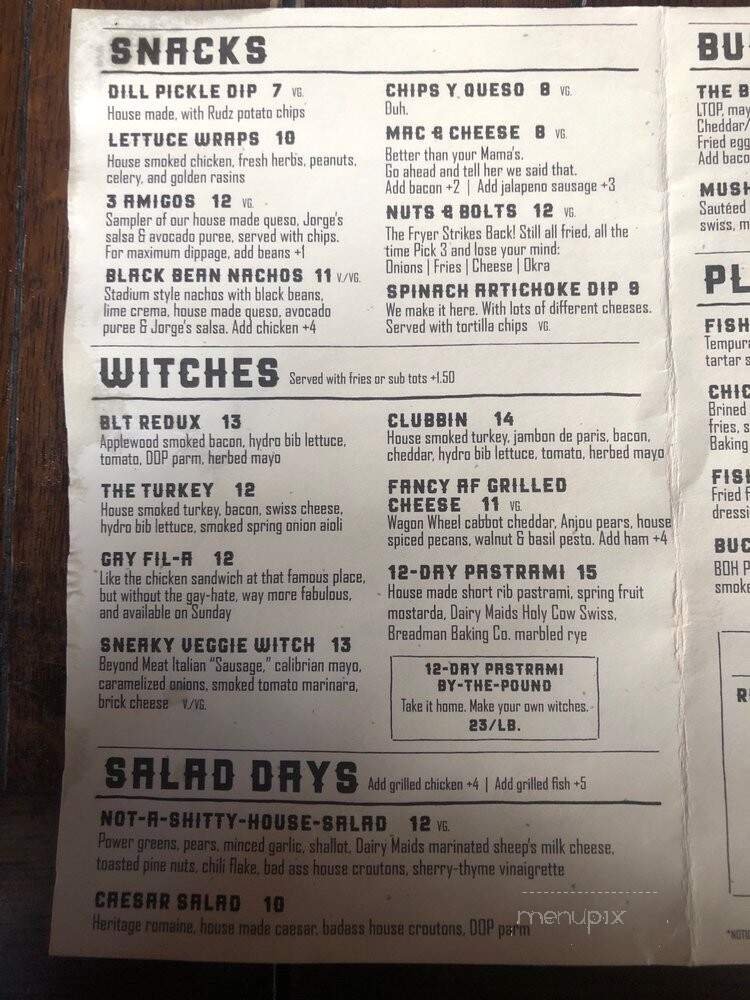 SNACKS
DILL PICKLE DIP 7 VG.
House made, with Rudz potato chips
LETTUCE WRAPS 10
House smoked chicken, fresh herbs, peanuts,
celery, and golden rasins
3 AMIGOS 12 VG.
Sampler of our house made queso, Jorge's
salsa & avocado puree, served with chips.
For maximum dippage, add beans +1
BLACK BEAN NACHOS 11 V./VG.
Stadium style nachos with black beans,
lime crema, house made queso, avocado
puree & Jorge's salsa. Add chicken +4
CHIPS Y QUESO 8 VG.
Duh.
MAC & CHEESE 8 VG.
Better than your Mama's.
Go ahead and tell her we said that.
Add bacon +2 | Add jalapeno sausage +3
NUTS & BOLTS 12 VG.
The Fryer Strikes Back! Still all fried, all the
time Pick 3 and lose your mind:
Onions | Fries | Cheese | Okra
SPINACH ARTICHOKE DIP 9
We make it here. With lots of different cheeses.
Served with tortilla chips VG.
WITCHES Served with fries or sub tots +1.50
BLT REDUX 13
Applewood smoked bacon, hydro bib lettuce,
tomato, DOP parm, herbed mayo
THE TURKEY 12
House smoked turkey, bacon, swiss cheese,
hydro bib lettuce, smoked spring onion aioli
GAY FIL-A 12
Like the chicken sandwich at that famous place,
but without the gay-hate, way more fabulous,
and available on Sunday
SNEAKY VEGGIE WITCH 13
Beyond Meat Italian "Sausage," calibrian mayo,
caramelized onions, smoked tomato marinara,
brick cheese V./VG.
CLUBBIN 14
House smoked turkey, jambon de paris, bacon,
cheddar, hydro bib lettuce, tomato, herbed mayo
FANCY AF GRILLED
CHEESE 11 VG.
Wagon Wheel cabbot cheddar, Anjou pears, house
spiced pecans, walnut & basil pesto. Add ham +4
12-DAY PASTRAMI 15
House made short rib pastrami, spring fruit
mostarda, Dairy Maids Holy Cow Swiss,
Breadman Baking Co. marbled rye
12-DAY PASTRAMI
BY-THE-POUND
Take it home. Make your own witches.
23/LB.
SALAD DAYS Add grilled chicken +4 | Add grilled fish +5
NOT-A-SHITTY-HOUSE-SALAD 12 VG.
Power greens, pears, minced garlic, shallot, Dairy Maids marinated sheep's milk cheese,
toasted pine nuts, chili flake, bad ass house croutons, sherry-thyme vinaigrette
CAESAR SALAD 10
Heritage romaine, house made caesar, badass house croutons, DOP parm
menupix
BU
THE B
LTOP, may
Cheddar/
Fried egg
Add baco
MUSH
Sautéed
swiss, m
PL
FISH
Tempura
tartar s
CHIC
Brined
fries, s
Baking
FISH
Fried f
dressi
BUC
BOH P
smoke
R
*NOTI